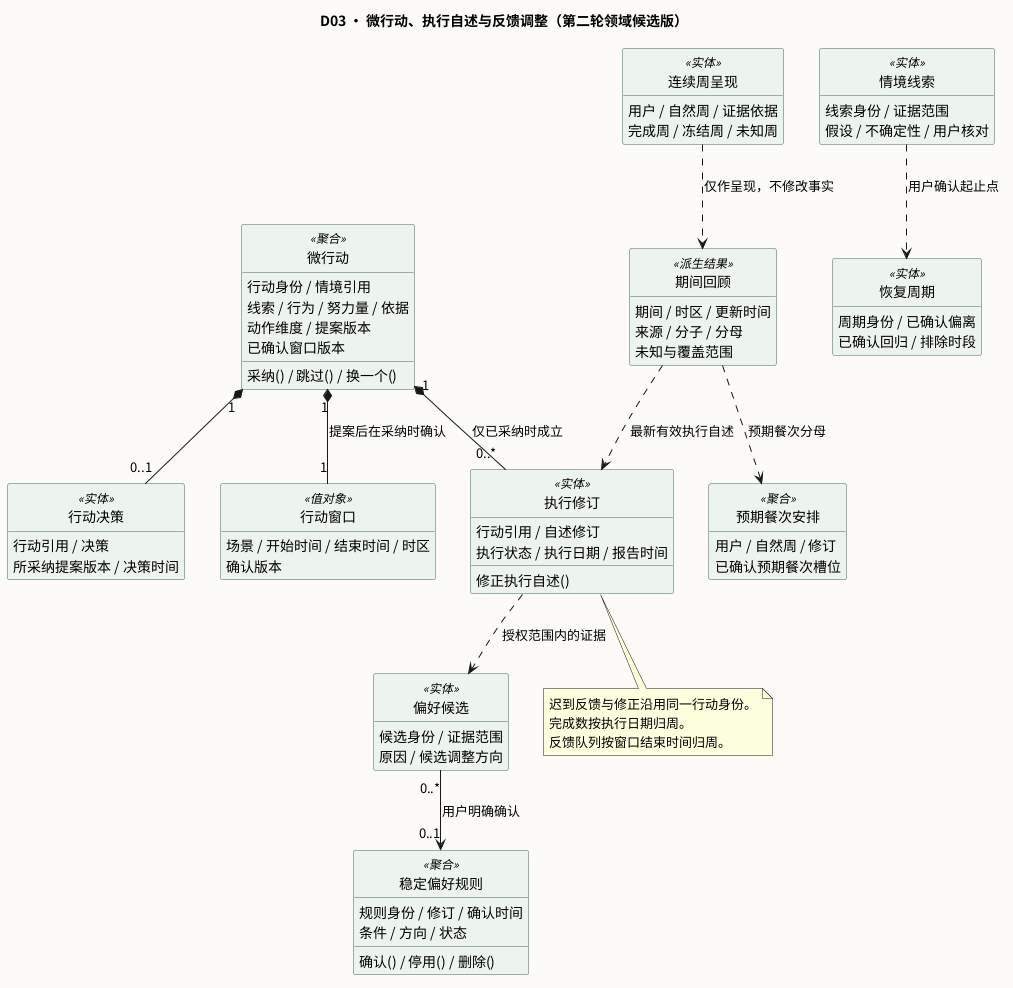 D03 · 微行动、执行自述与反馈调整（第二轮领域候选版）
«实体»
连续周呈现
用户 / 自然周 / 证据依据
完成周 / 冻结周 / 未知周
«实体»
情境线索
线索身份 / 证据范围
假设 / 不确定性 / 用户核对
仅作呈现，不修改事实
用户确认起止点
«聚合»
微行动
行动身份 / 情境引用
线索 / 行为 / 努力量 / 依据
动作维度 / 提案版本
已确认窗口版本
采纳() / 跳过() / 换一个()
«派生结果»
期间回顾
期间 / 时区 / 更新时间
来源 / 分子 / 分母
未知与覆盖范围
«实体»
恢复周期
周期身份 / 已确认偏离
已确认回归 / 排除时段
1
1
1
提案后在采纳时确认
仅已采纳时成立
最新有效执行自述
预期餐次分母
0..1
1
0..*
«实体»
行动决策
行动引用 / 决策
所采纳提案版本 / 决策时间
«值对象»
行动窗口
场景 / 开始时间 / 结束时间 / 时区
确认版本
«实体»
执行修订
行动引用 / 自述修订
执行状态 / 执行日期 / 报告时间
修正执行自述()
«聚合»
预期餐次安排
用户 / 自然周 / 修订
已确认预期餐次槽位
授权范围内的证据
«实体»
偏好候选
候选身份 / 证据范围
原因 / 候选调整方向
迟到反馈与修正沿用同一行动身份。
完成数按执行日期归周。
反馈队列按窗口结束时间归周。
0..*
用户明确确认
0..1
«聚合»
稳定偏好规则
规则身份 / 修订 / 确认时间
条件 / 方向 / 状态
确认() / 停用() / 删除()